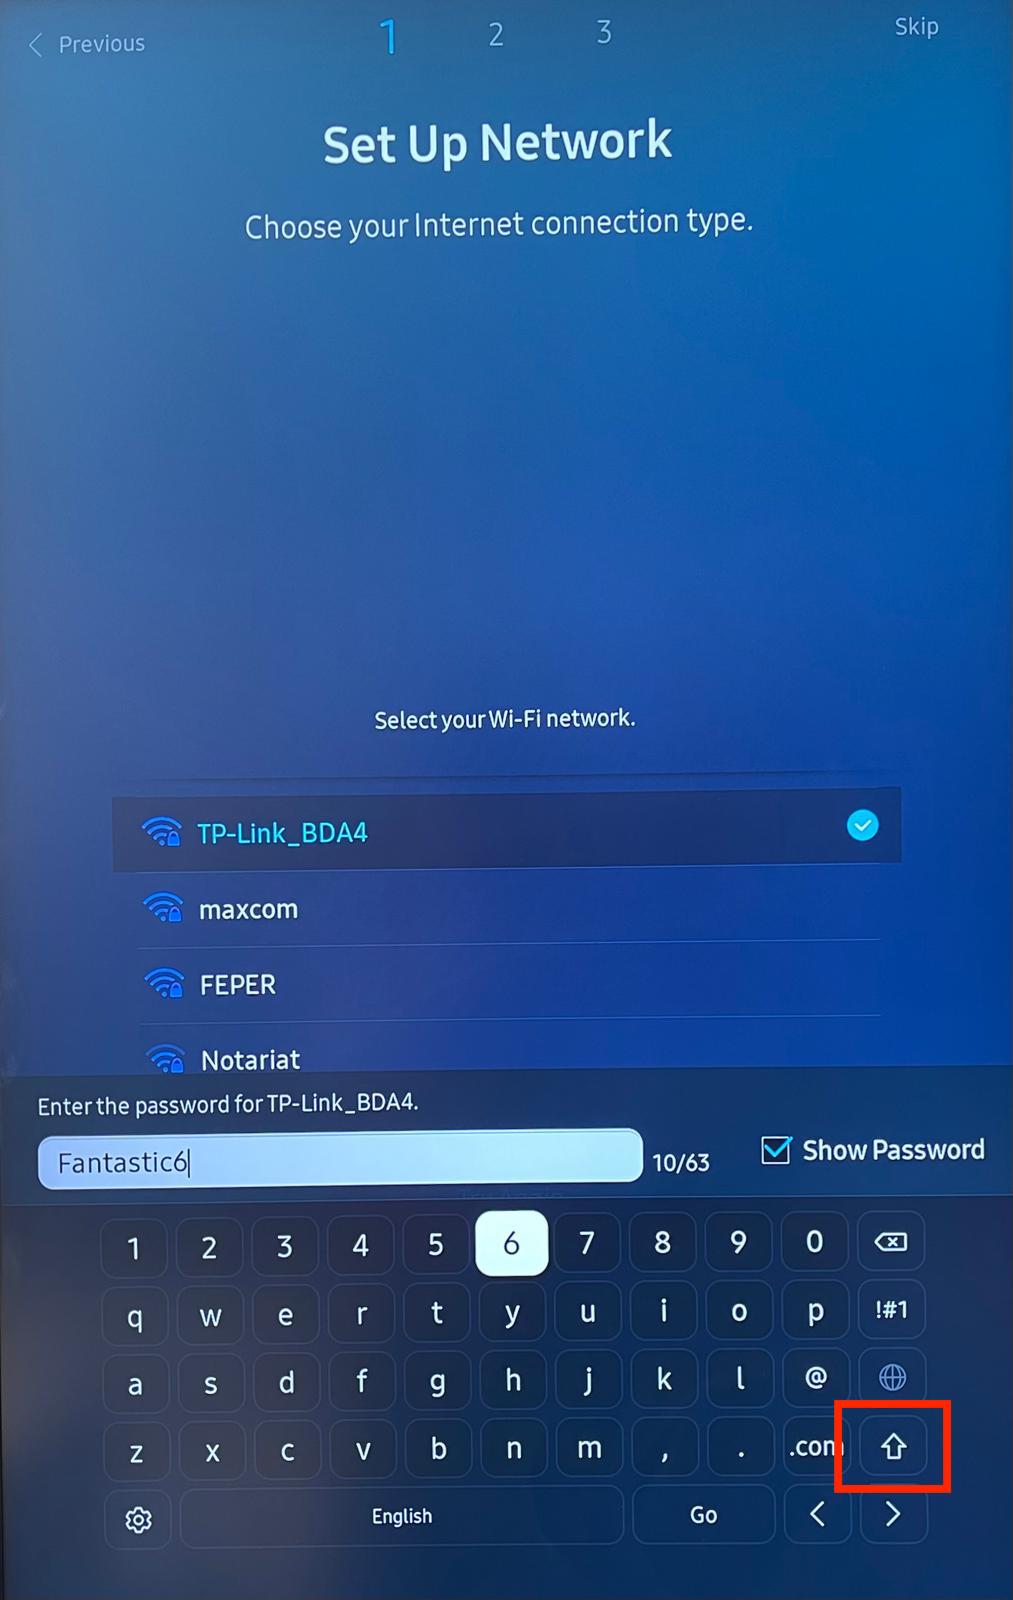 Previous
1 2 3
Skip
Set Up Network
Choose your Internet connection type.
Select your Wi-Fi network.
TP-Link_BDA4
maxcom
FEPER
Notariat
Enter the password for TP-Link_BDA4.
Fantastic6
10/63
Show Password
Try Again
1 2 3 4 5 6 7 8 9 0
q w e r t y u i o p !#1
a s d f g h j k l @
z x c v b n m , . .com
English Go < >